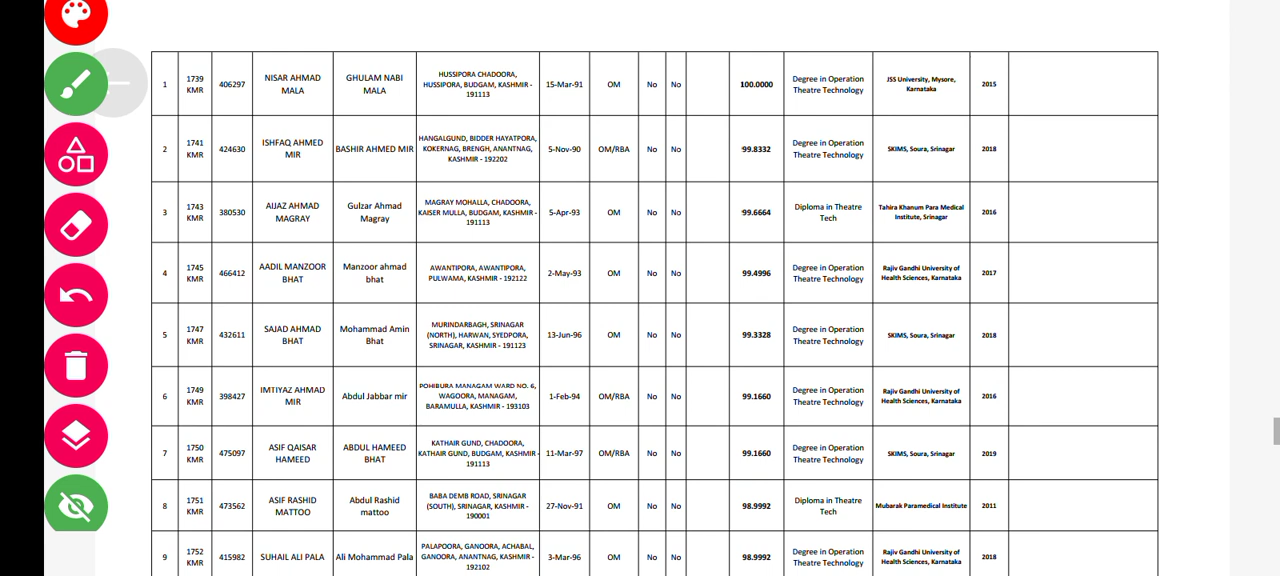 1 1739 KMR 406297 NISAR AHMAD MALA GHULAM NABI MALA HUSSIPORA CHADOORA, HUSSIPORA, BUDGAM, KASHMIR - 191113 15-Mar-91 OM No No 100.0000 Degree in Operation Theatre Technology JSS University, Mysore, Karnataka 2015
2 1741 KMR 424630 ISHFAQ AHMED MIR BASHIR AHMED MIR HANGALGUND, BIDDER HAYATPORA, KOKERNAG, BRENGH, ANANTNAG, KASHMIR - 192202 5-Nov-90 OM/RBA No No 99.8332 Degree in Operation Theatre Technology SKIMS, Soura, Srinagar 2018
3 1743 KMR 380530 AIJAZ AHMAD MAGRAY Gulzar Ahmad Magray MAGRAY MOHALLA, CHADOORA, KAISER MULLA, BUDGAM, KASHMIR - 191113 5-Apr-93 OM No No 99.6664 Diploma in Theatre Tech Tahira Khanum Para Medical Institute, Srinagar 2016
4 1745 KMR 466412 AADIL MANZOOR BHAT Manzoor ahmad bhat AWANTIPORA, AWANTIPORA, PULWAMA, KASHMIR - 192122 2-May-93 OM No No 99.4996 Degree in Operation Theatre Technology Rajiv Gandhi University of Health Sciences, Karnataka 2017
5 1747 KMR 432611 SAJAD AHMAD BHAT Mohammad Amin Bhat MURINDARBAGH, SRINAGAR (NORTH), HARWAN, SYEDPORA, SRINAGAR, KASHMIR - 191123 13-Jun-96 OM No No 99.3328 Degree in Operation Theatre Technology SKIMS, Soura, Srinagar 2018
6 1749 KMR 398427 IMTIYAZ AHMAD MIR Abdul Jabbar mir POHIBURA MANAGAM WARD NO. 6, WAGOORA, MANAGAM, BARAMULLA, KASHMIR - 193103 1-Feb-94 OM/RBA No No 99.1660 Degree in Operation Theatre Technology Rajiv Gandhi University of Health Sciences, Karnataka 2016
7 1750 KMR 475097 ASIF QAISAR HAMEED ABDUL HAMEED BHAT KATHAIR GUND, CHADOORA, KATHAIR GUND, BUDGAM, KASHMIR - 191113 11-Mar-97 OM/RBA No No 99.1660 Degree in Operation Theatre Technology SKIMS, Soura, Srinagar 2019
8 1751 KMR 473562 ASIF RASHID MATTOO Abdul Rashid mattoo BABA DEMB ROAD, SRINAGAR (SOUTH), SRINAGAR, KASHMIR - 190001 27-Nov-91 OM No No 98.9992 Diploma in Theatre Tech Mubarak Paramedical Institute 2011
9 1752 KMR 415982 SUHAIL ALI PALA Ali Mohammad Pala PALAPOORA, GANOORA, ACHABAL, GANOORA, ANANTNAG, KASHMIR - 192102 3-Mar-96 OM No No 98.9992 Degree in Operation Theatre Technology Rajiv Gandhi University of Health Sciences, Karnataka 2018